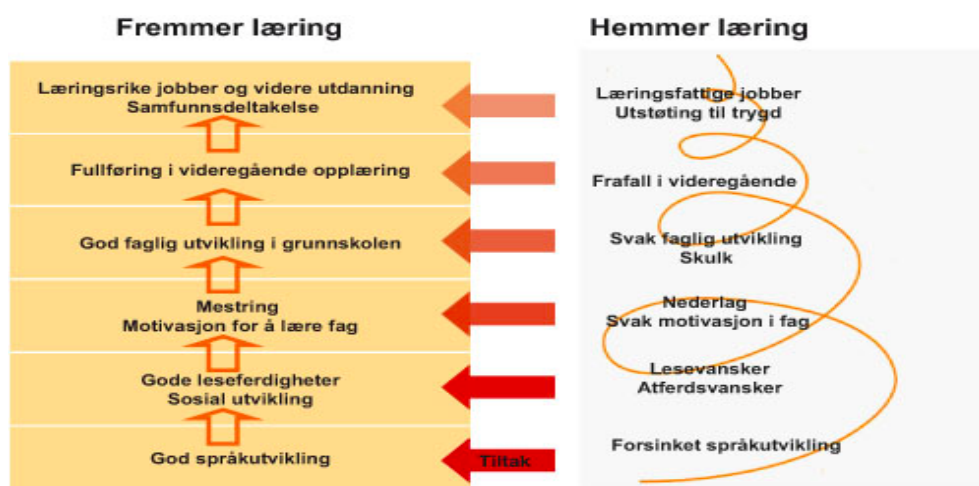 Fremmer læring
Læringsrike jobber og videre utdanning
Samfunnsdeltakelse
Fullføring i videregående opplæring
God faglig utvikling i grunnskolen
Mestring
Motivasjon for å lære fag
Gode leseferdigheter
Sosial utvikling
God språkutvikling
Tiltak
Hemmer læring
Læringsfattige jobber
Utstøting til trygd
Frafall i videregående
Svak faglig utvikling
Skulk
Nederlag
Svak motivasjon i fag
Lesevansker
Atferdsvansker
Forsinket språkutvikling